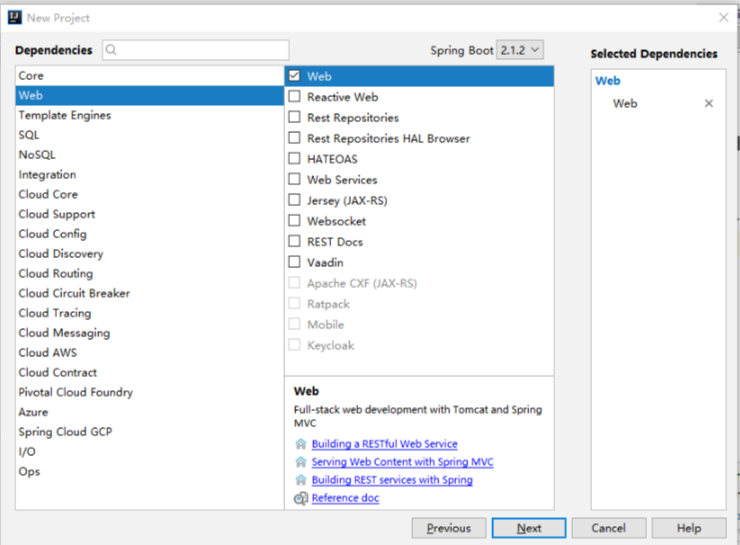 New Project
Dependencies
Spring Boot 2.1.2
Selected Dependencies
Core
Web
Template Engines
SQL
NoSQL
Integration
Cloud Core
Cloud Support
Cloud Config
Cloud Discovery
Cloud Routing
Cloud Circuit Breaker
Cloud Tracing
Cloud Messaging
Cloud AWS
Cloud Contract
Pivotal Cloud Foundry
Azure
Spring Cloud GCP
I/O
Ops
Web
Reactive Web
Rest Repositories
Rest Repositories HAL Browser
HATEOAS
Web Services
Jersey (JAX-RS)
Websocket
REST Docs
Vaadin
Apache CXF (JAX-RS)
Ratpack
Mobile
Keycloak
Web
Full-stack web development with Tomcat and Spring
MVC
Building a RESTful Web Service
Serving Web Content with Spring MVC
Building REST services with Spring
Reference doc
Web
Web
Previous
Next
Cancel
Help